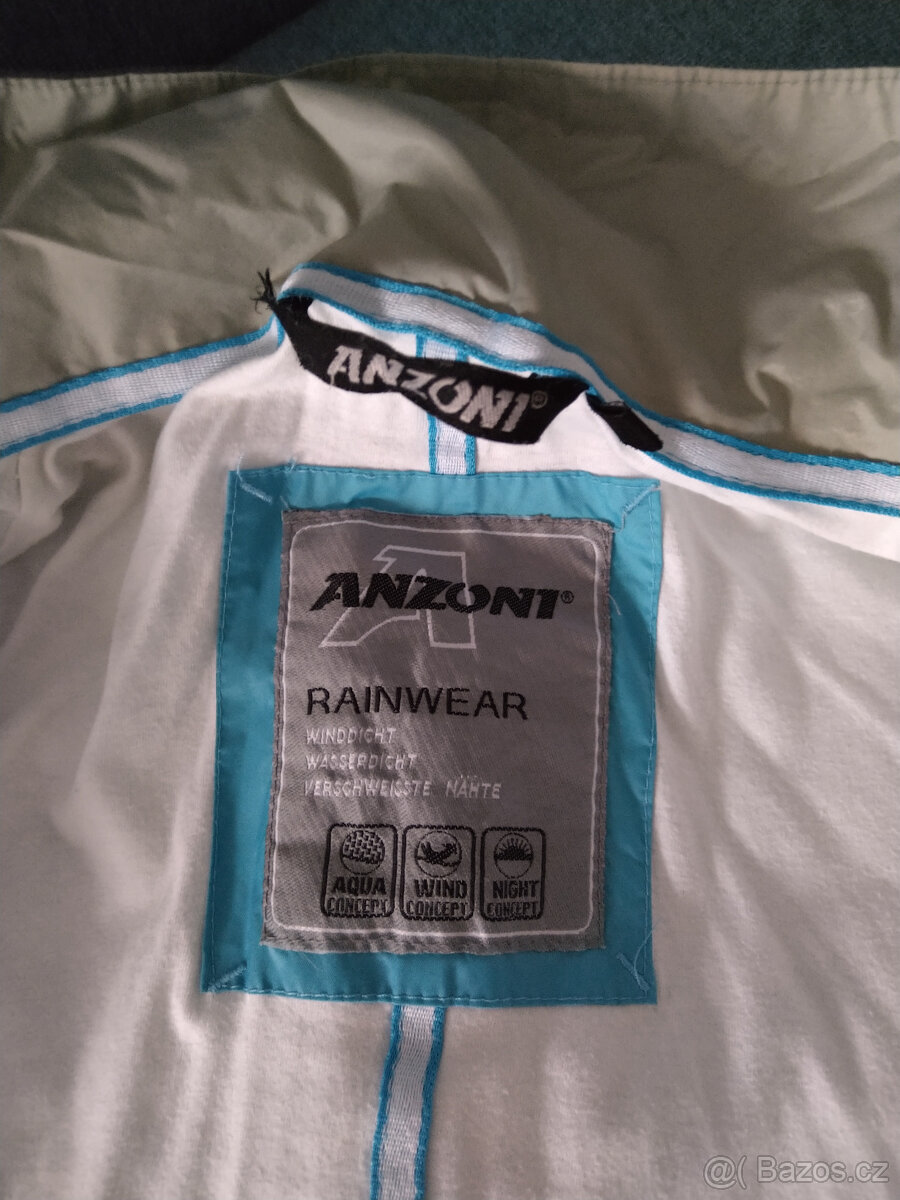 ANZONI®
ANZONI®
RAINWEAR
WINDDICHT
WASSERDICHT
VERSCHWEISSTE NÄHTE
AQUA CONCEPT
WIND CONCEPT
NIGHT CONCEPT
@( Bazos.cz